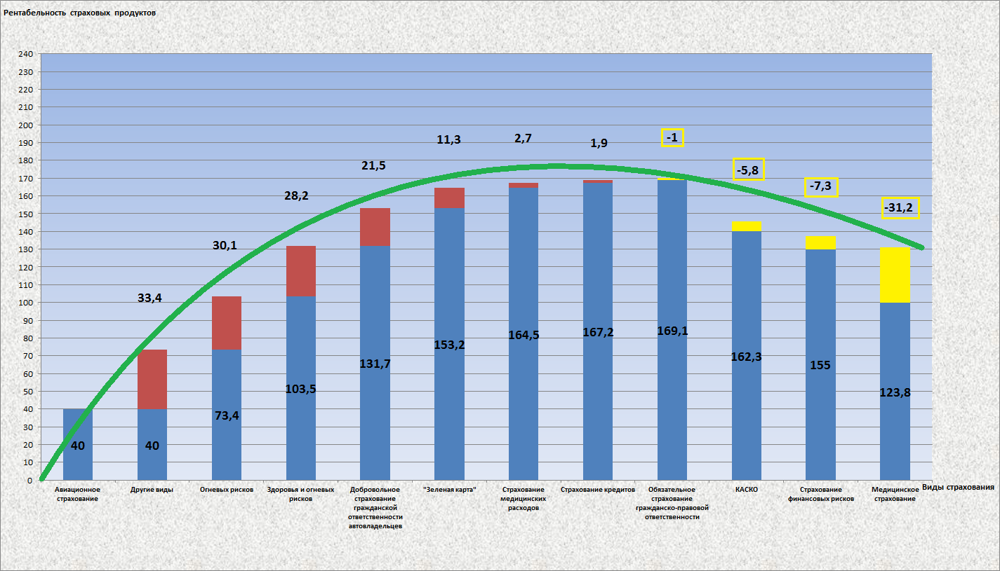 Рентабельность страховых продуктов
240
230
220
210
200
190
180
170
160
150
140
130
120
110
100
90
80
70
60
50
40
30
20
10
0
33,4
30,1
28,2
21,5
11,3
2,7
1,9
-1
-5,8
-7,3
-31,2
40
40
73,4
103,5
131,7
153,2
164,5
167,2
169,1
162,3
155
123,8
Авиационное
страхование
Другие виды
Огневых рисков
Здоровья и огневых
рисков
Добровольное
страхование
гражданской
ответственности
автовладельцев
"Зеленая карта"
Страхование
медицинских
расходов
Страхование кредитов
Обязательное
страхование
гражданско-правовой
ответственности
КАСКО
Страхование
финансовых рисков
Медицинское
страхование
Виды страхования